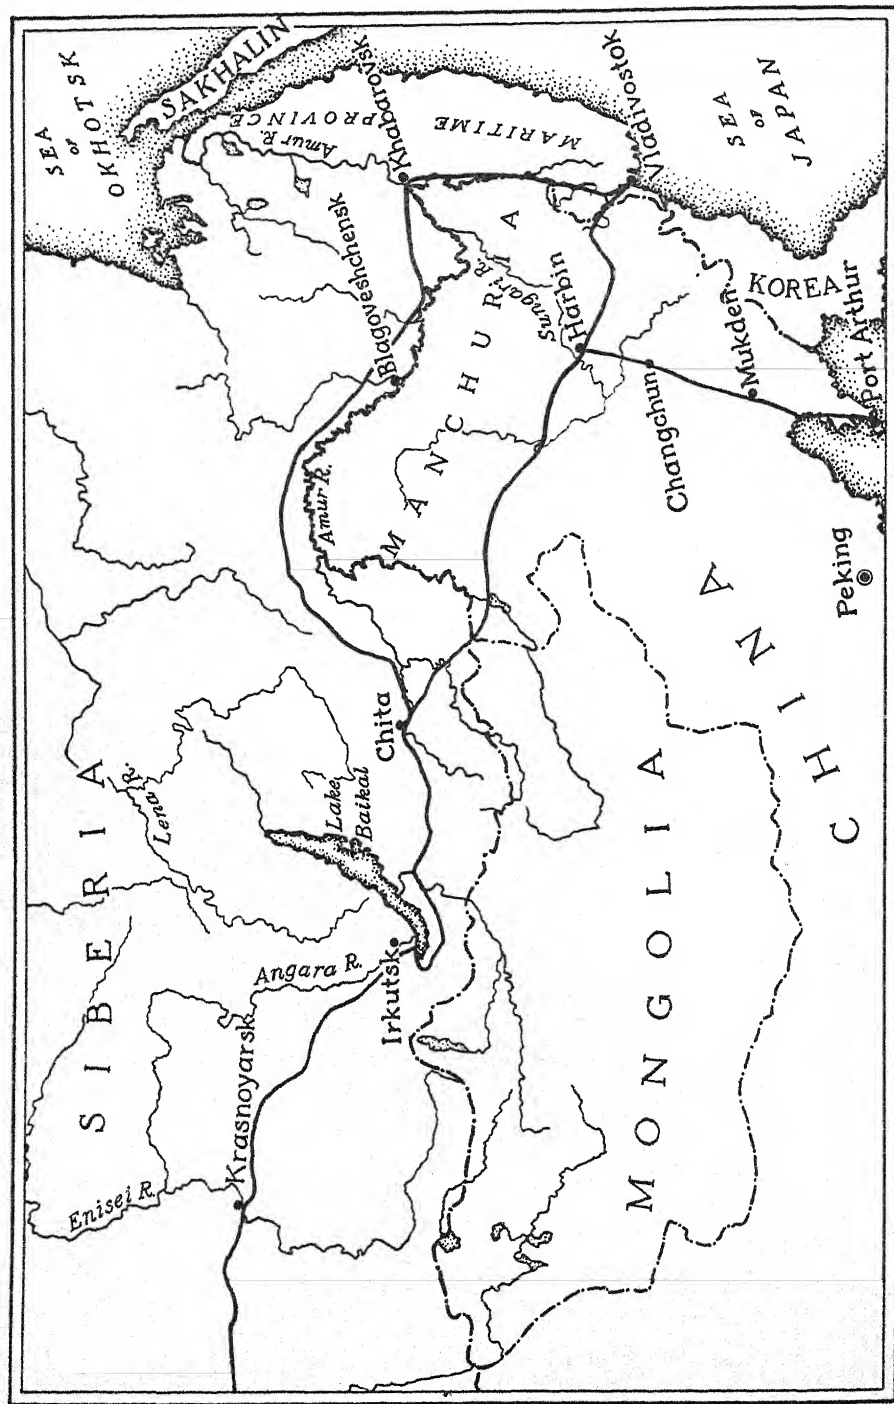 SEA
OF
OKHOTSK
SAKHALIN
Amur R.
MARITIME
PROVINCE
Khabarovsk
Vladivostok
SEA
OF
JAPAN
Blagoveshchensk
Sungari R.
Harbin
MANCHURIA
KOREA
Mukden
Port Arthur
Changchun
Amur R.
Peking
CHINA
SIBERIA
Lena R.
Lake
Baikal
Chita
MONGOLIA
Angara R.
Irkutsk
Krasnoyarsk
Enisei R.